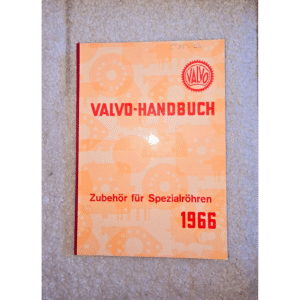 VALVO
VALVO-HANDBUCH
Zubehör für Spezialröhren
1966